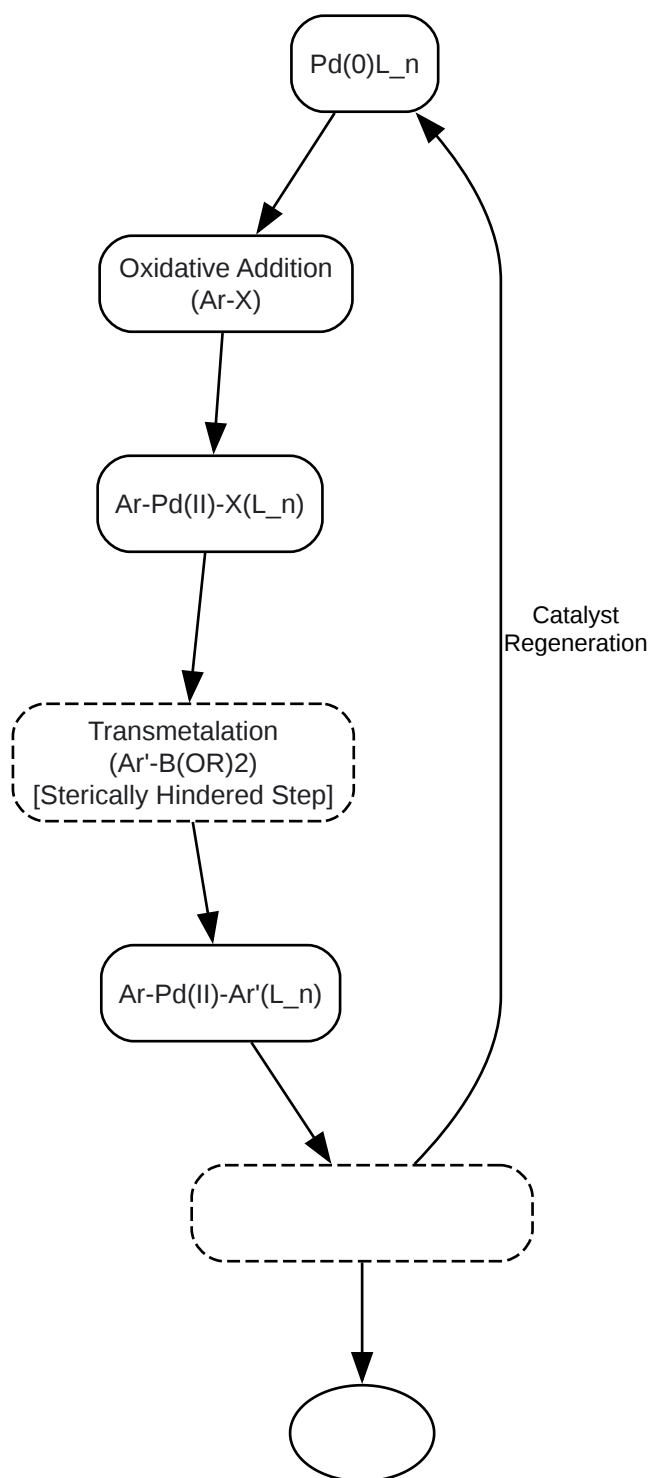 Pd(0)L_n
Oxidative Addition
(Ar-X)
Ar-Pd(II)-X(L_n)
Catalyst
Regeneration
Transmetalation
(Ar'-B(OR)2)
[Sterically Hindered Step]
Ar-Pd(II)-Ar'(L_n)